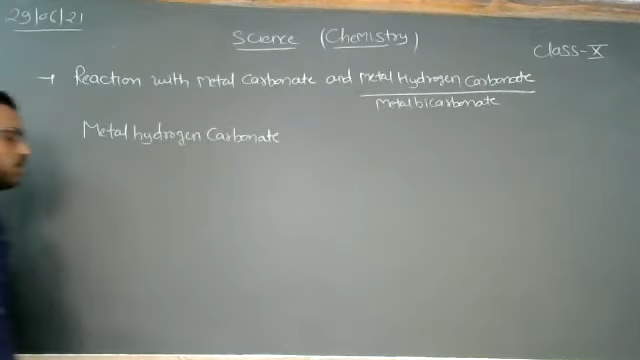 29/06/21
Science (Chemistry)
Class-X
→ Reaction with Metal Carbonate and Metal hydrogen Carbonate
Metal bicarbonate
Metal hydrogen Carbonate